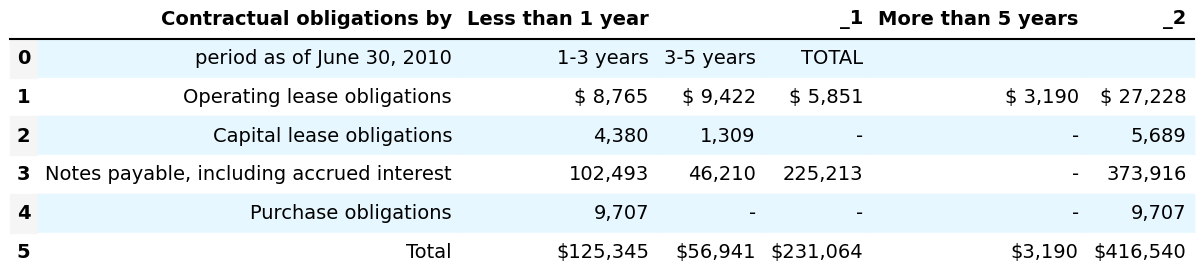 Contractual obligations by Less than 1 year _1 More than 5 years _2
0 period as of June 30, 2010 1-3 years 3-5 years TOTAL
1 Operating lease obligations $ 8,765 $ 9,422 $ 5,851 $ 3,190 $ 27,228
2 Capital lease obligations 4,380 1,309 - - 5,689
3 Notes payable, including accrued interest 102,493 46,210 225,213 - 373,916
4 Purchase obligations 9,707 - - - 9,707
5 Total $125,345 $56,941 $231,064 $3,190 $416,540